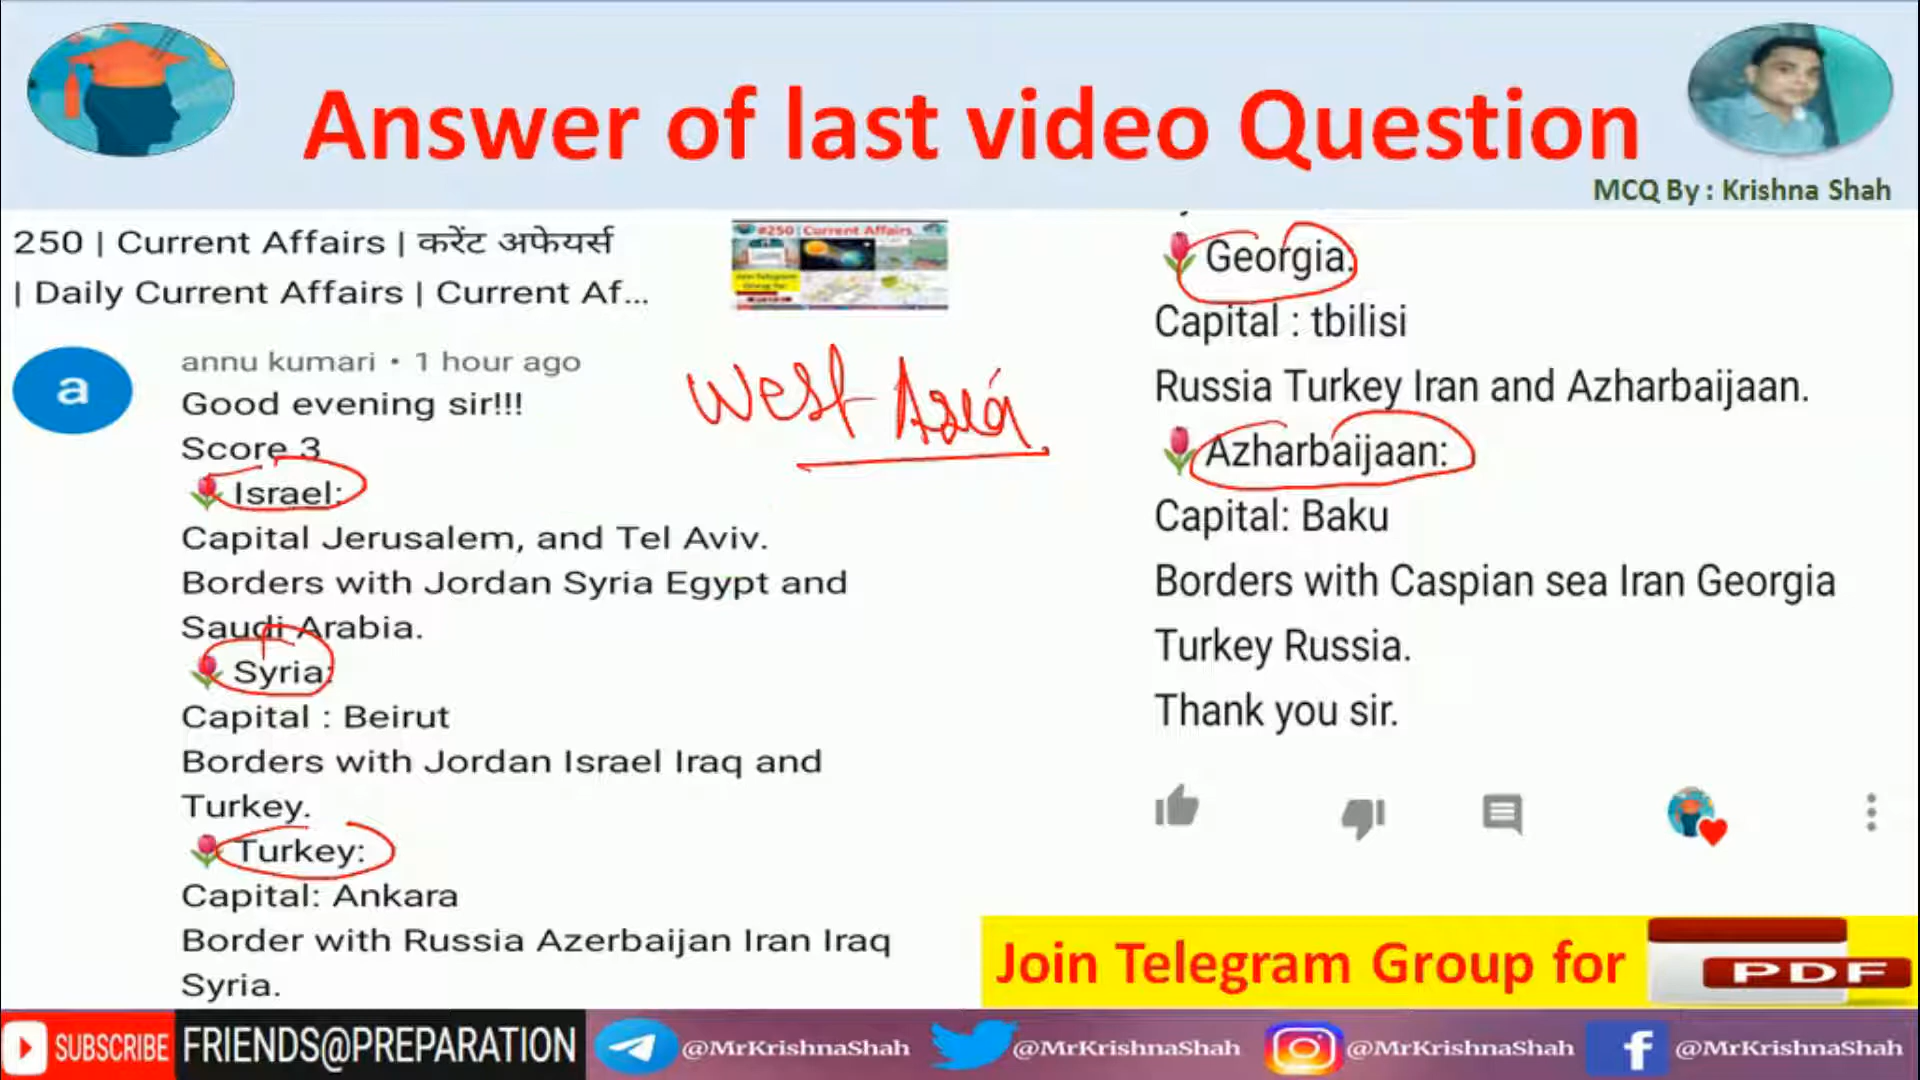 Answer of last video Question
MCQ By : Krishna Shah
250 | Current Affairs | करेंट अफेयर्स
| Daily Current Affairs | Current Af...
#250 | Current Affairs
annu kumari • 1 hour ago
a
Good evening sir!!!
Score 3
Israel:
Capital Jerusalem, and Tel Aviv.
Borders with Jordan Syria Egypt and
Saudi Arabia.
Syria:
Capital : Beirut
Borders with Jordan Israel Iraq and
Turkey.
Turkey:
Capital: Ankara
Border with Russia Azerbaijan Iran Iraq
Syria.
West Asia
Georgia.
Capital : tbilisi
Russia Turkey Iran and Azharbaijaan.
Azharbaijaan:
Capital: Baku
Borders with Caspian sea Iran Georgia
Turkey Russia.
Thank you sir.
Join Telegram Group for
PDF
SUBSCRIBE
FRIENDS@PREPARATION
@MrKrishnaShah
@MrKrishnaShah
@MrKrishnaShah
@MrKrishnaShah